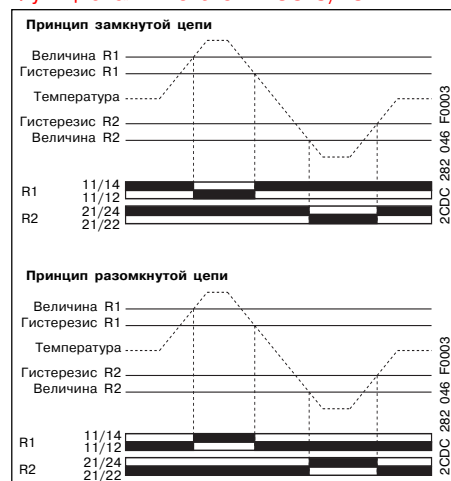 Принцип замкнутой цепи
Величина R1
Гистерезис R1
Температура
Гистерезис R2
Величина R2
R1
11/14
11/12
R2
21/24
21/22
2CDC 282 046 F0003
Принцип разомкнутой цепи
Величина R1
Гистерезис R1
Температура
Гистерезис R2
Величина R2
R1
11/14
11/12
R2
21/24
21/22
2CDC 282 046 F0003